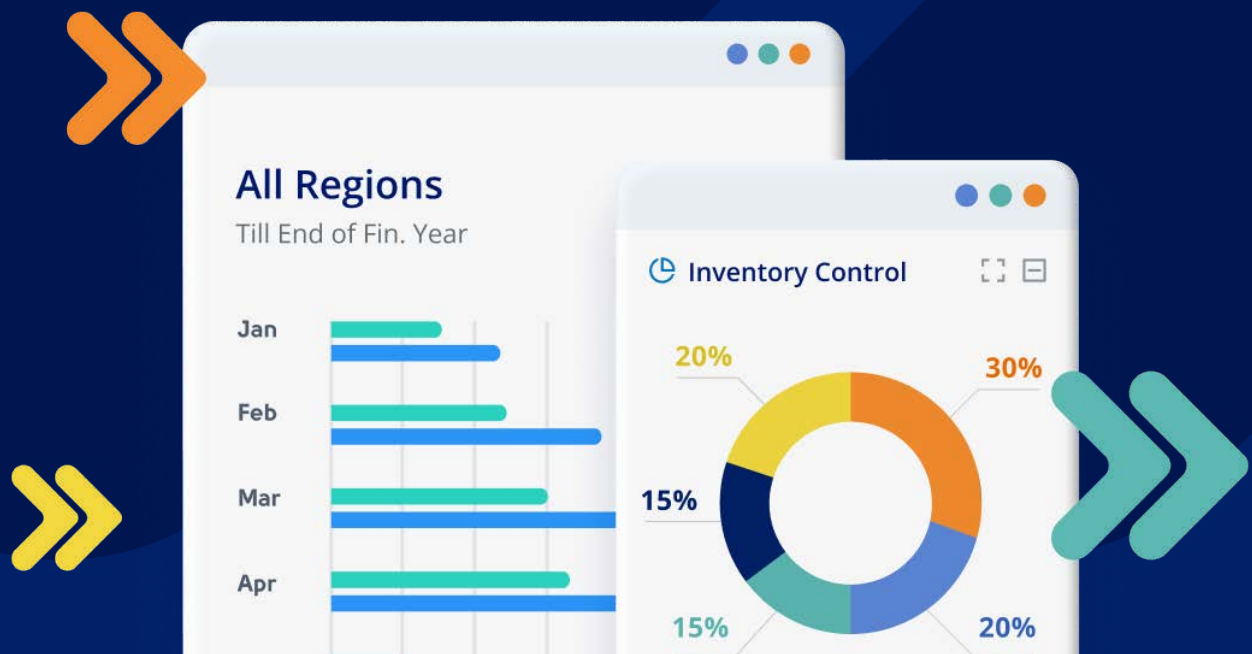 All Regions
Till End of Fin. Year
Jan
Feb
Mar
Apr
Inventory Control
20%
30%
15%
15%
20%